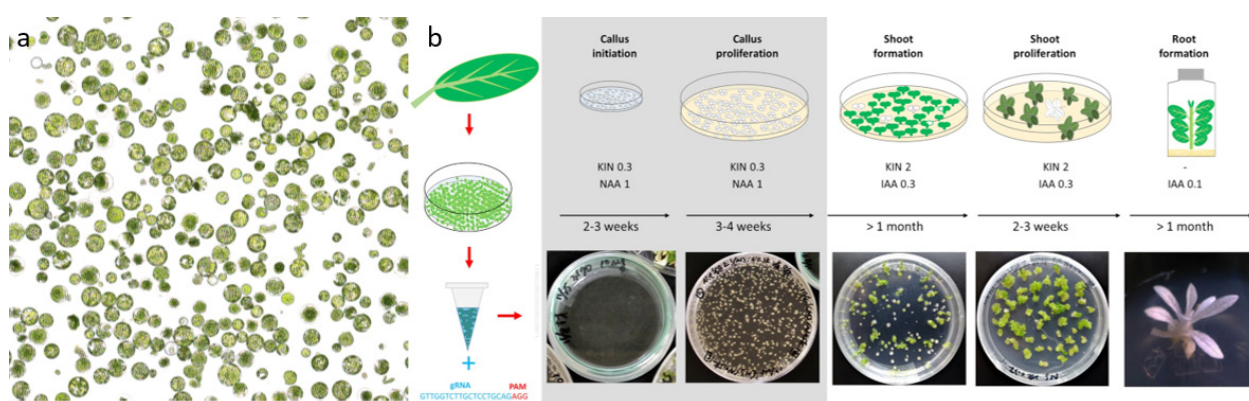 a
b
Callus
initiation
Callus
proliferation
Shoot
formation
Shoot
proliferation
Root
formation
KIN 0.3
NAA 1
KIN 0.3
NAA 1
KIN 2
IAA 0.3
KIN 2
IAA 0.3
-
IAA 0.1
2-3 weeks
3-4 weeks
> 1 month
2-3 weeks
> 1 month
+
gRNA
PAM
GTTGGTCTTGCTCCTGCAGAGG